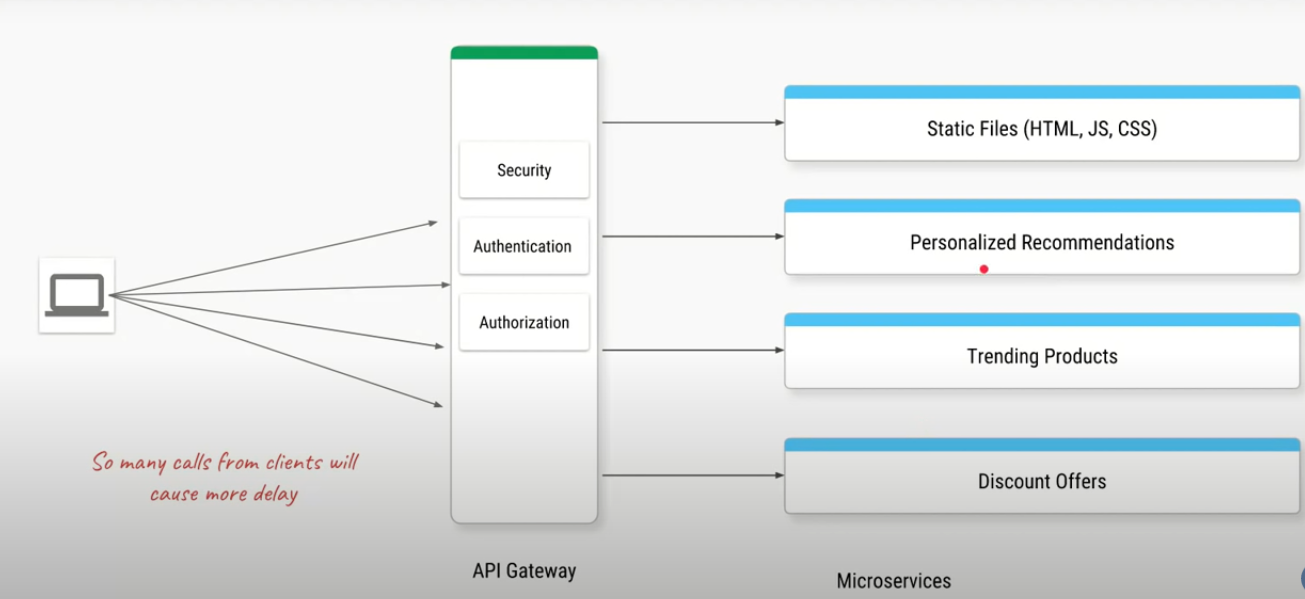 Static Files (HTML, JS, CSS)
Security
Personalized Recommendations
Authentication
Authorization
Trending Products
So many calls from clients will
cause more delay
Discount Offers
API Gateway
Microservices